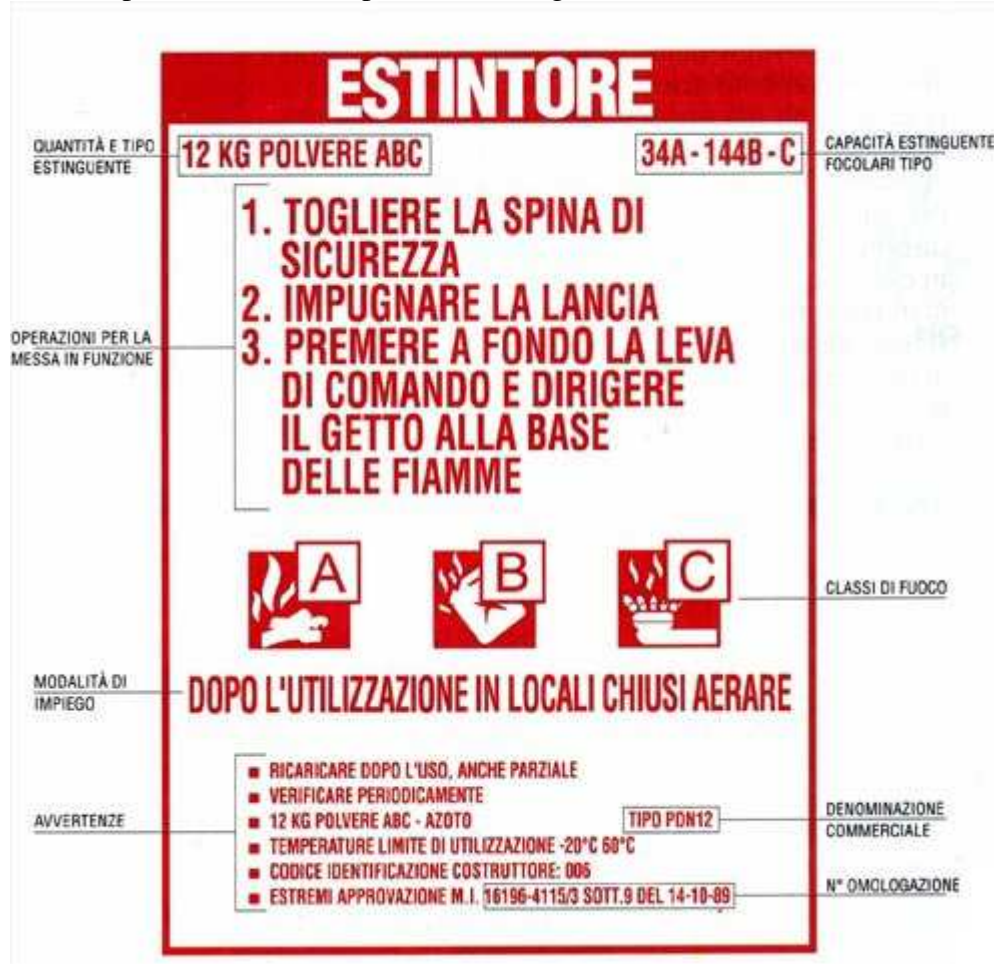 ESTINTORE
QUANTITÀ E TIPO
ESTINGUENTE
12 KG POLVERE ABC
34A - 144B - C
CAPACITÀ ESTINGUENTE
FOCOLARI TIPO
1. TOGLIERE LA SPINA DI
SICUREZZA
2. IMPUGNARE LA LANCIA
3. PREMERE A FONDO LA LEVA
DI COMANDO E DIRIGERE
IL GETTO ALLA BASE
DELLE FIAMME
OPERAZIONI PER LA
MESSA IN FUNZIONE
A
B
C
CLASSI DI FUOCO
MODALITÀ DI
IMPIEGO
DOPO L'UTILIZZAZIONE IN LOCALI CHIUSI AERARE
AVVERTENZE
■ RICARICARE DOPO L'USO, ANCHE PARZIALE
■ VERIFICARE PERIODICAMENTE
■ 12 KG POLVERE ABC - AZOTO
TIPO PDN12
■ TEMPERATURE LIMITE DI UTILIZZAZIONE -20°C 60°C
■ CODICE IDENTIFICAZIONE COSTRUTTORE: 006
■ ESTREMI APPROVAZIONE M.I. 16196-4115/3 SOTT.9 DEL 14-10-89
DENOMINAZIONE
COMMERCIALE
N° OMOLOGAZIONE